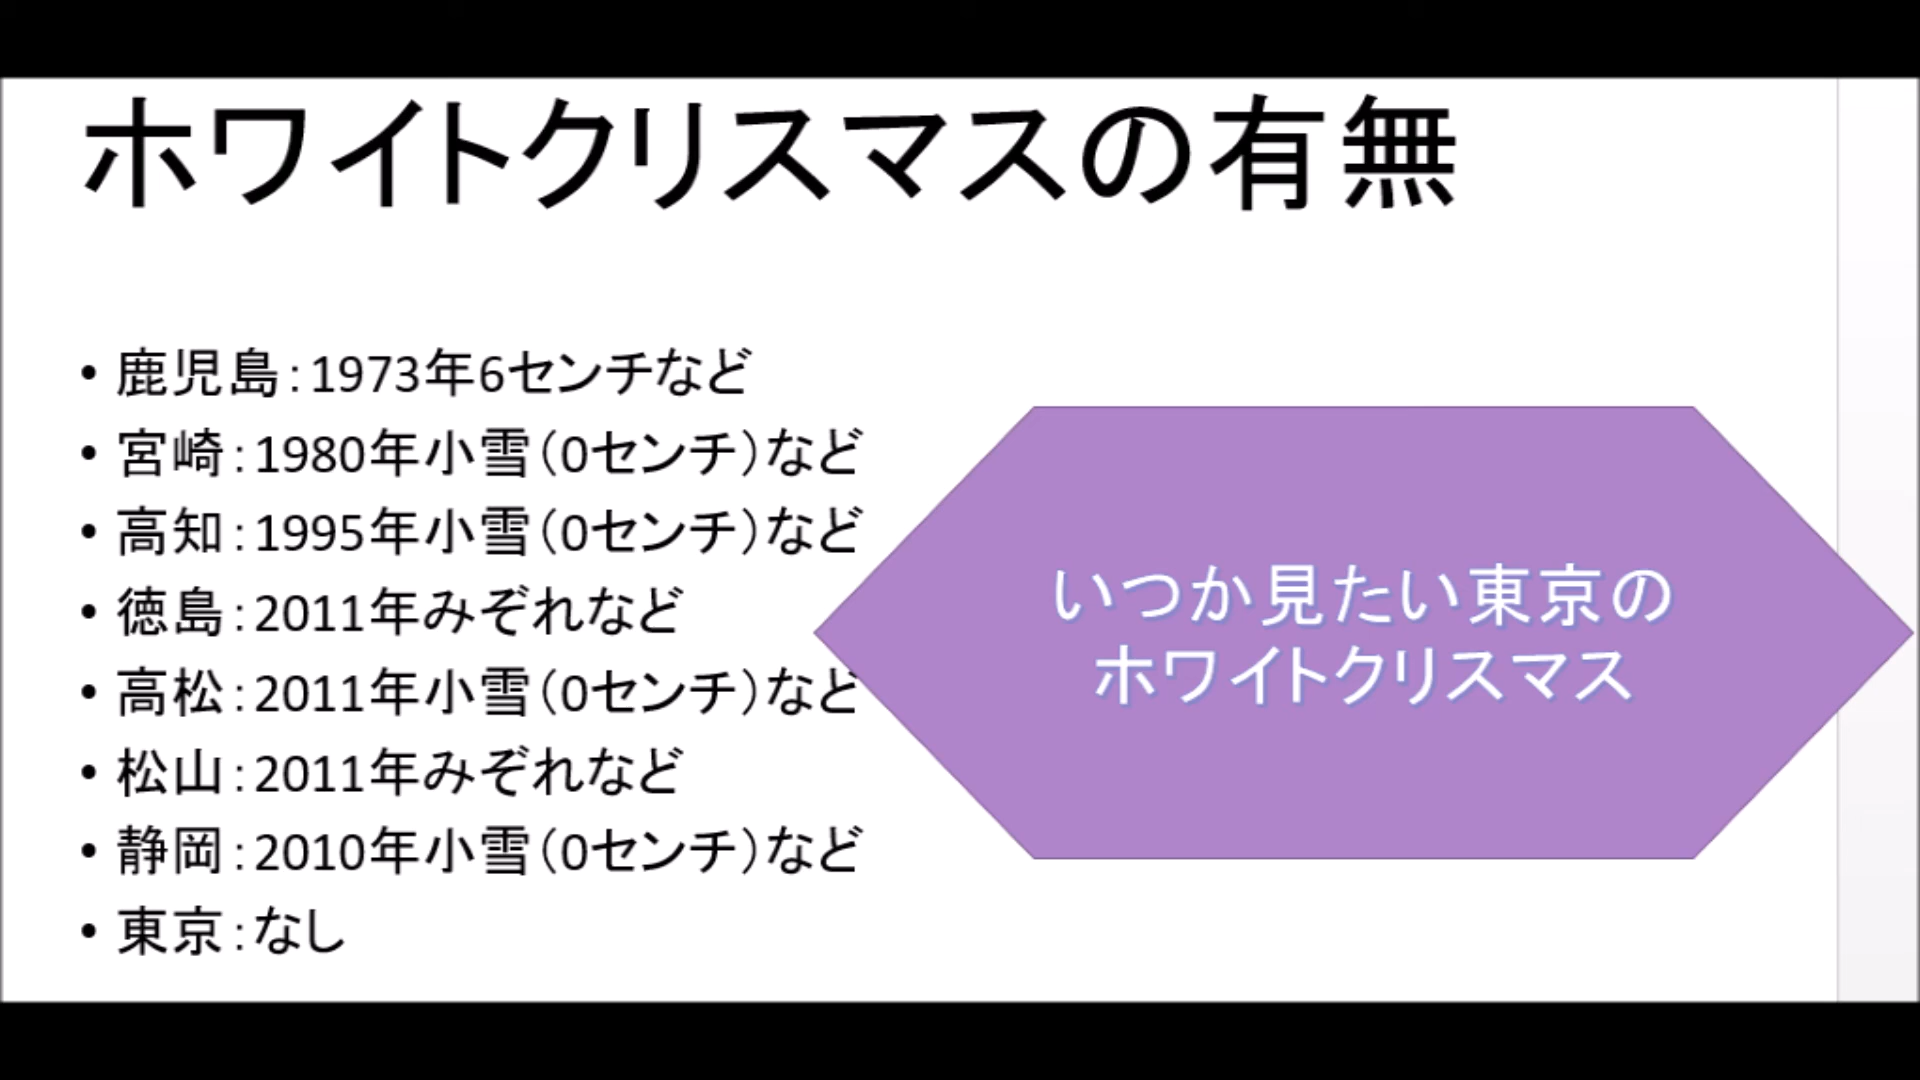 ホワイトクリスマスの有無
• 鹿児島：1973年6センチなど
• 宮崎：1980年小雪（0センチ）など
• 高知：1995年小雪（0センチ）など
• 徳島：2011年みぞれなど
• 高松：2011年小雪（0センチ）など
• 松山：2011年みぞれなど
• 静岡：2010年小雪（0センチ）など
• 東京：なし
いつか見たい東京の
ホワイトクリスマス